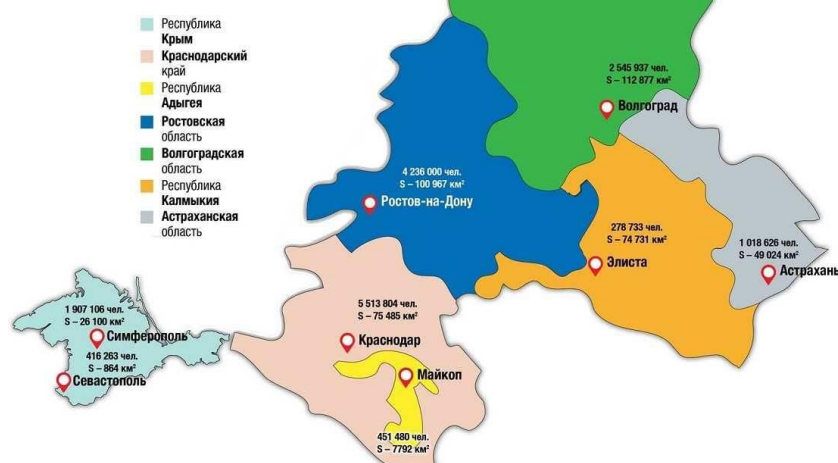 Республика
Крым
Краснодарский
край
Республика
Адыгея
Ростовская
область
Волгоградская
область
Республика
Калмыкия
Астраханская
область
2 545 937 чел.
S – 112 877 км²
Волгоград
4 236 000 чел.
S – 100 967 км²
Ростов-на-Дону
278 733 чел.
S – 74 731 км²
Элиста
1 018 626 чел.
S – 49 024 км²
Астрахань
1 907 106 чел.
S – 26 100 км²
Симферополь
416 263 чел.
S – 864 км²
Севастополь
5 513 804 чел.
S – 75 485 км²
Краснодар
Майкоп
451 480 чел.
S – 7792 км²